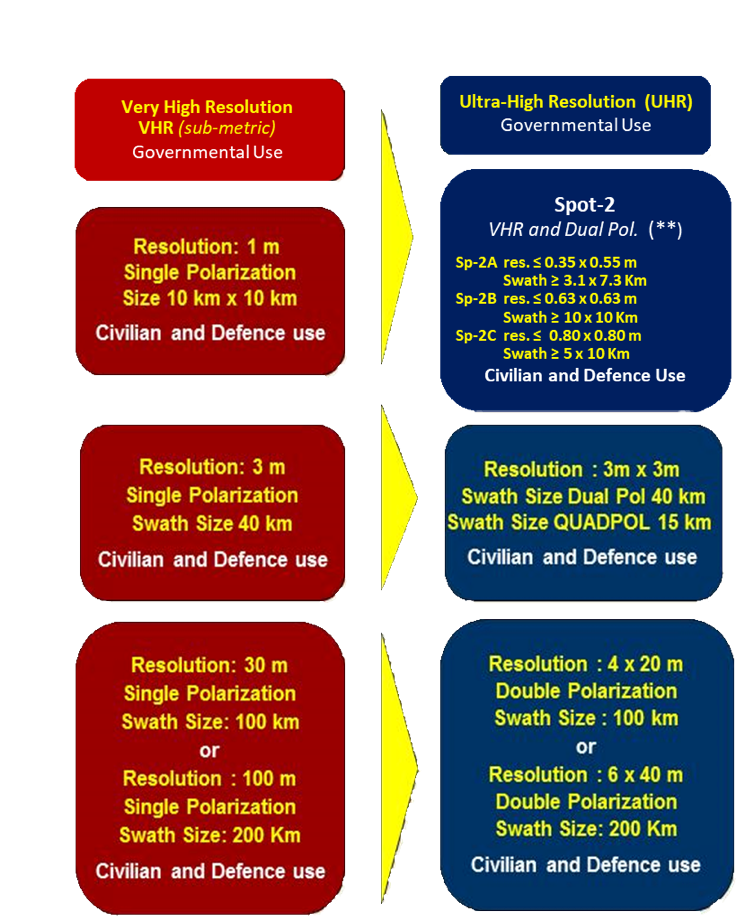 Very High Resolution
VHR (sub-metric)
Governmental Use
Resolution: 1 m
Single Polarization
Size 10 km x 10 km
Civilian and Defence use
Resolution: 3 m
Single Polarization
Swath Size 40 km
Civilian and Defence use
Resolution: 30 m
Single Polarization
Swath Size: 100 km
or
Resolution : 100 m
Single Polarization
Swath Size: 200 Km
Civilian and Defence use
Ultra-High Resolution (UHR)
Governmental Use
Spot-2
VHR and Dual Pol. (**)
Sp-2A res. ≤ 0.35 x 0.55 m
Swath ≥ 3.1 x 7.3 Km
Sp-2B res. ≤ 0.63 x 0.63 m
Swath ≥ 10 x 10 Km
Sp-2C res. ≤ 0.80 x 0.80 m
Swath ≥ 5 x 10 Km
Civilian and Defence Use
Resolution : 3m x 3m
Swath Size Dual Pol 40 km
Swath Size QUADPOL 15 km
Civilian and Defence use
Resolution : 4 x 20 m
Double Polarization
Swath Size : 100 km
or
Resolution : 6 x 40 m
Double Polarization
Swath Size: 200 Km
Civilian and Defence use